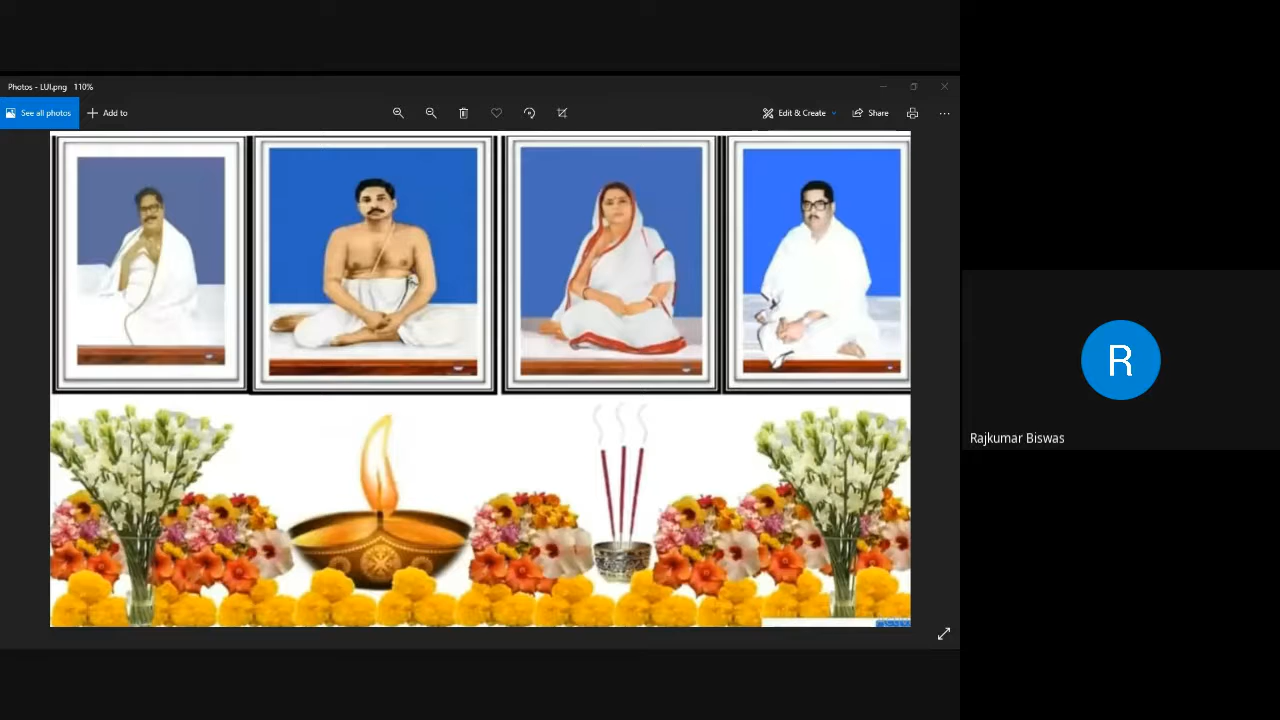 Photos - LUI.png 110%
See all photos
Add to
Edit & Create
Share
R
Rajkumar Biswas